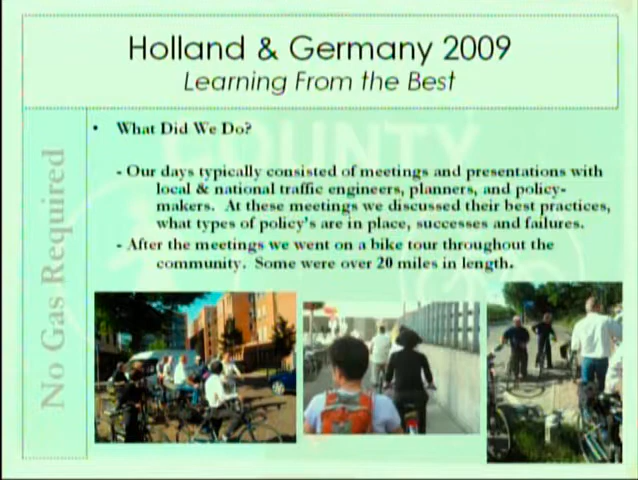 Holland & Germany 2009
Learning From the Best
No Gas Required
COUNTY
• What Did We Do?
- Our days typically consisted of meetings and presentations with
local & national traffic engineers, planners, and policy-
makers. At these meetings we discussed their best practices,
what types of policy's are in place, successes and failures.
- After the meetings we went on a bike tour throughout the
community. Some were over 20 miles in length.